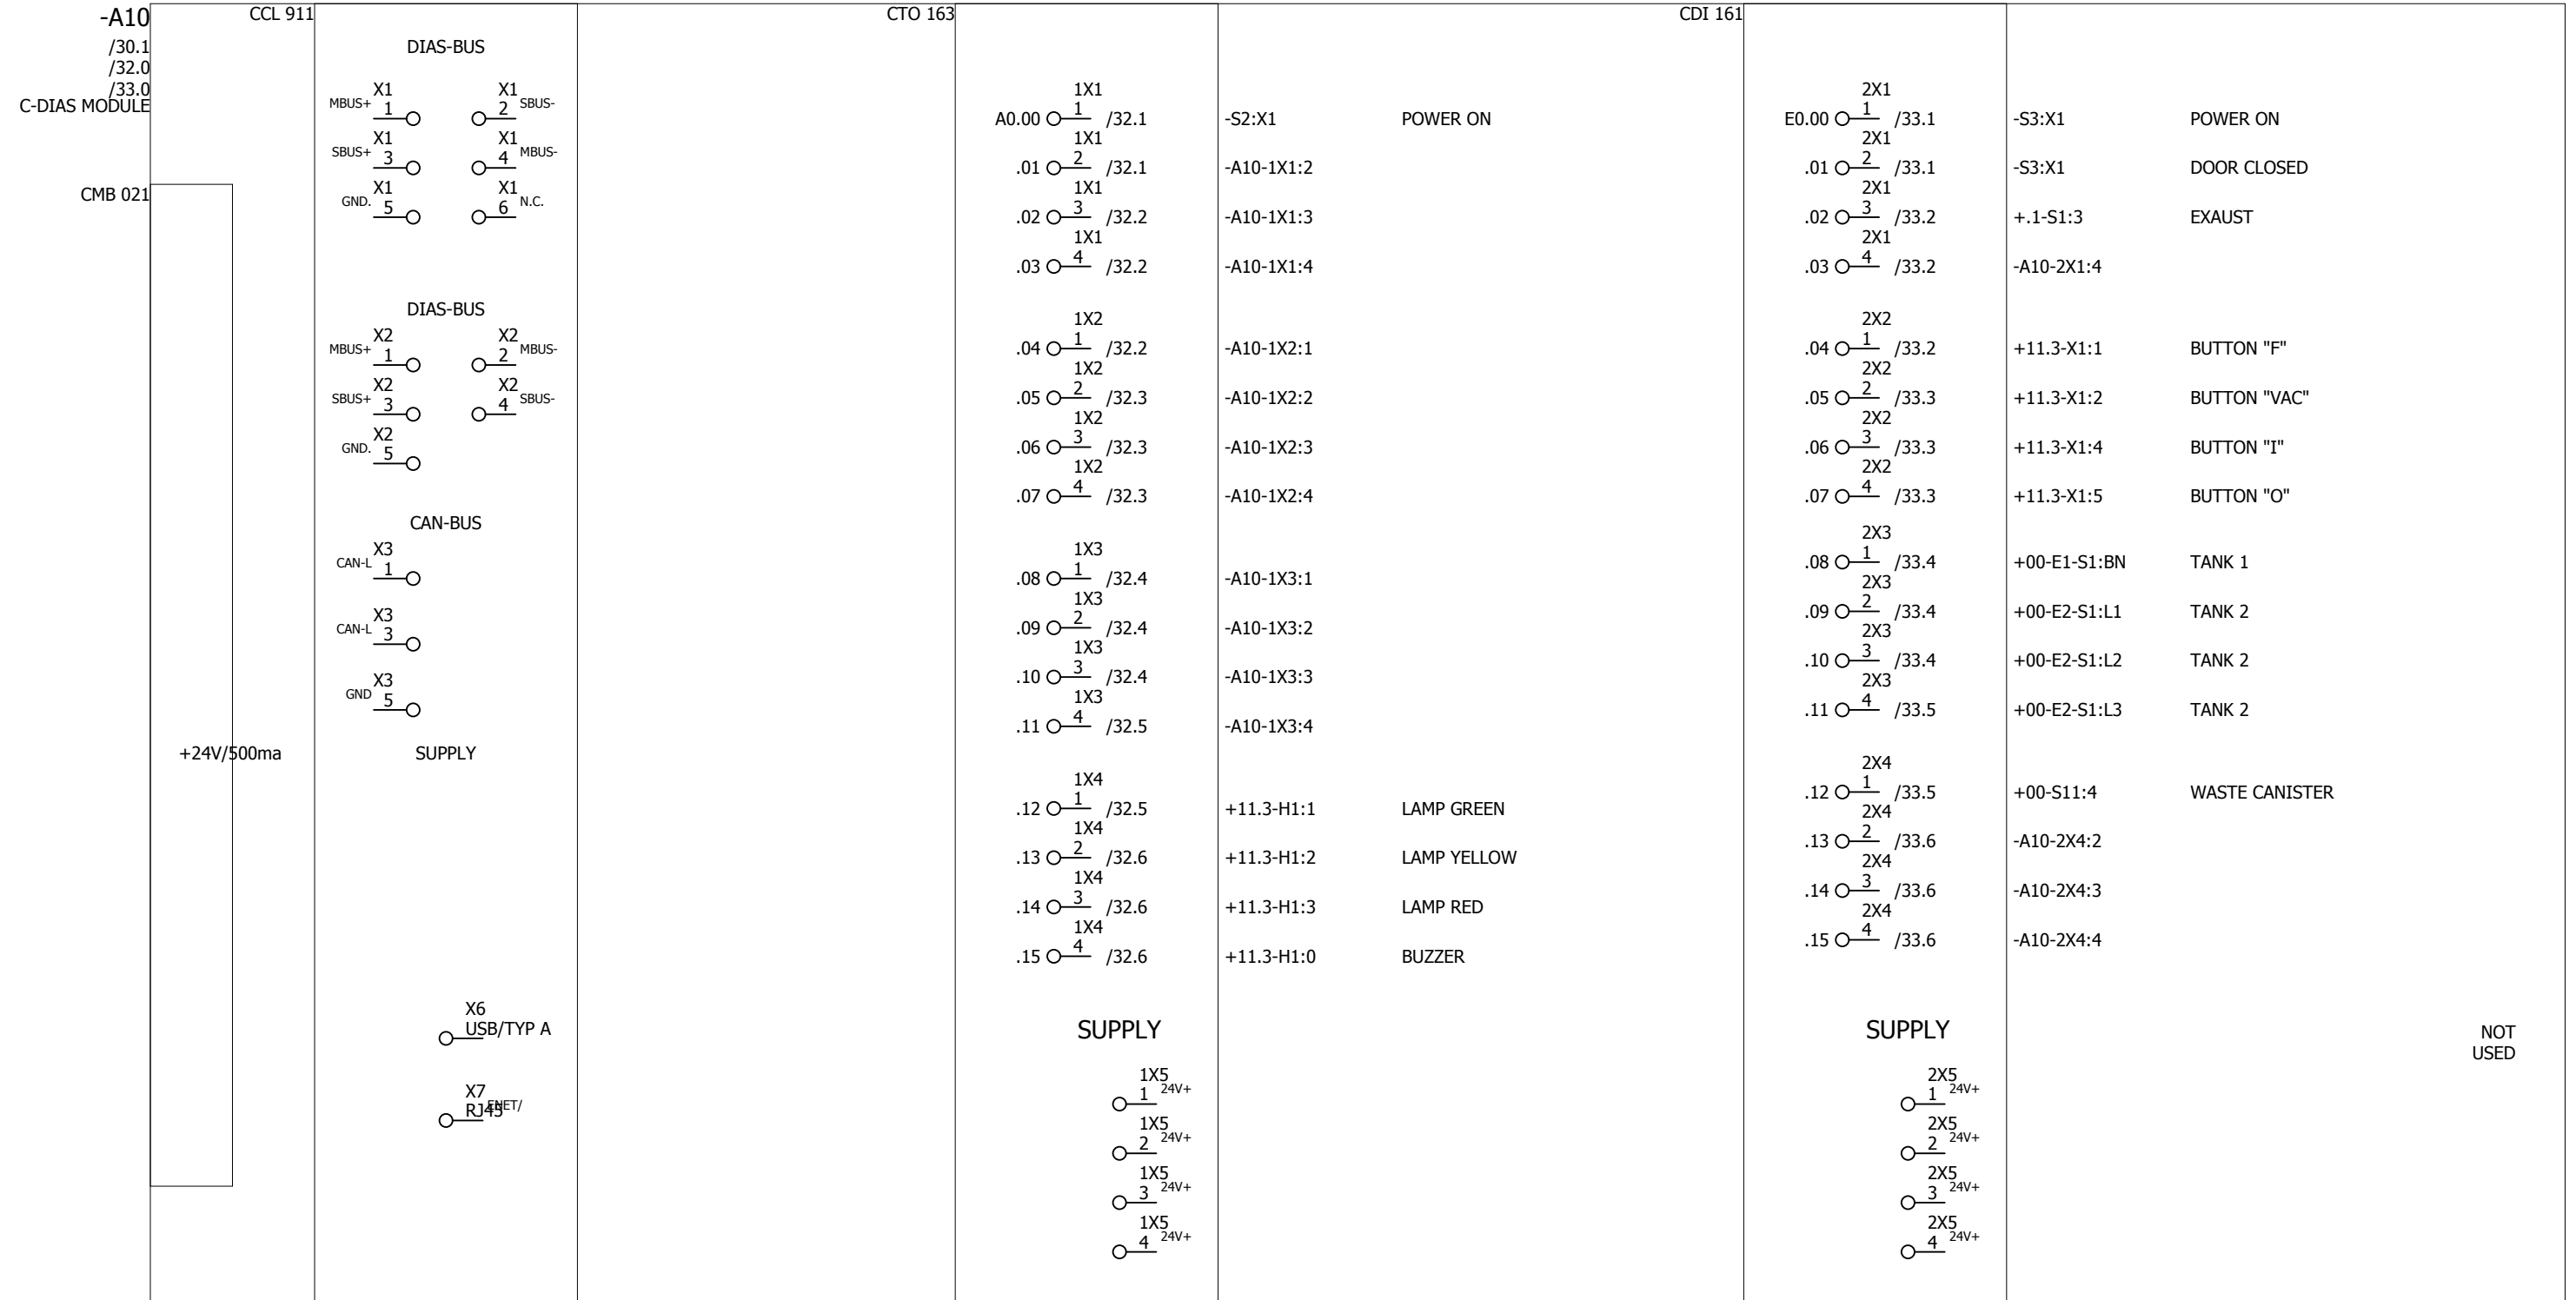 -A10
/30.1
/32.0
/33.0
C-DIAS MODULE
CMB 021
CCL 911
+24V/500ma
DIAS-BUS
X1 X1
MBUS+ 1 2 SBUS-
X1 X1
SBUS+ 3 4 MBUS-
X1 X1
GND. 5 6 N.C.
DIAS-BUS
X2 X2
MBUS+ 1 2 MBUS-
X2 X2
SBUS+ 3 4 SBUS-
X2
GND. 5
CAN-BUS
X3
CAN-L 1
X3
CAN-L 3
X3
GND 5
SUPPLY
X6
USB/TYP A
X7
RJ45 ENET/
CTO 163
1X1
A0.00 1 /32.1 -S2:X1 POWER ON
1X1
.01 2 /32.1 -A10-1X1:2
1X1
.02 3 /32.2 -A10-1X1:3
1X1
.03 4 /32.2 -A10-1X1:4
1X2
.04 1 /32.2 -A10-1X2:1
1X2
.05 2 /32.3 -A10-1X2:2
1X2
.06 3 /32.3 -A10-1X2:3
1X2
.07 4 /32.3 -A10-1X2:4
1X3
.08 1 /32.4 -A10-1X3:1
1X3
.09 2 /32.4 -A10-1X3:2
1X3
.10 3 /32.4 -A10-1X3:3
1X3
.11 4 /32.5 -A10-1X3:4
1X4
.12 1 /32.5 +11.3-H1:1 LAMP GREEN
1X4
.13 2 /32.6 +11.3-H1:2 LAMP YELLOW
1X4
.14 3 /32.6 +11.3-H1:3 LAMP RED
1X4
.15 4 /32.6 +11.3-H1:0 BUZZER
SUPPLY
1X5
1 24V+
1X5
2 24V+
1X5
3 24V+
1X5
4 24V+
CDI 161
2X1
E0.00 1 /33.1 -S3:X1 POWER ON
2X1
.01 2 /33.1 -S3:X1 DOOR CLOSED
2X1
.02 3 /33.2 +.1-S1:3 EXAUST
2X1
.03 4 /33.2 -A10-2X1:4
2X2
.04 1 /33.2 +11.3-X1:1 BUTTON "F"
2X2
.05 2 /33.3 +11.3-X1:2 BUTTON "VAC"
2X2
.06 3 /33.3 +11.3-X1:4 BUTTON "I"
2X2
.07 4 /33.3 +11.3-X1:5 BUTTON "O"
2X3
.08 1 /33.4 +00-E1-S1:BN TANK 1
2X3
.09 2 /33.4 +00-E2-S1:L1 TANK 2
2X3
.10 3 /33.4 +00-E2-S1:L2 TANK 2
2X3
.11 4 /33.5 +00-E2-S1:L3 TANK 2
2X4
.12 1 /33.5 +00-S11:4 WASTE CANISTER
2X4
.13 2 /33.6 -A10-2X4:2
2X4
.14 3 /33.6 -A10-2X4:3
2X4
.15 4 /33.6 -A10-2X4:4
SUPPLY
2X5
1 24V+
2X5
2 24V+
2X5
3 24V+
2X5
4 24V+
NOT
USED